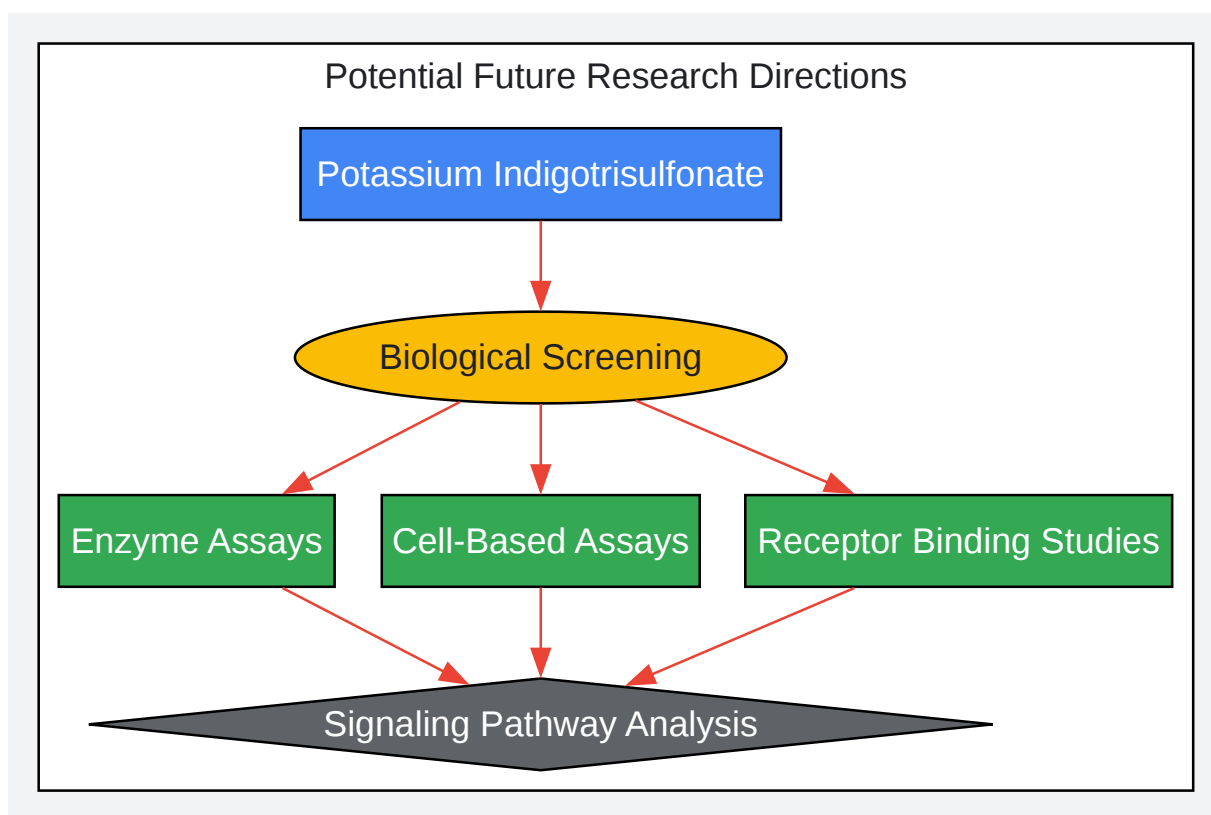 Potential Future Research Directions
Potassium Indigotrisulfonate
Biological Screening
Enzyme Assays
Cell-Based Assays
Receptor Binding Studies
Signaling Pathway Analysis